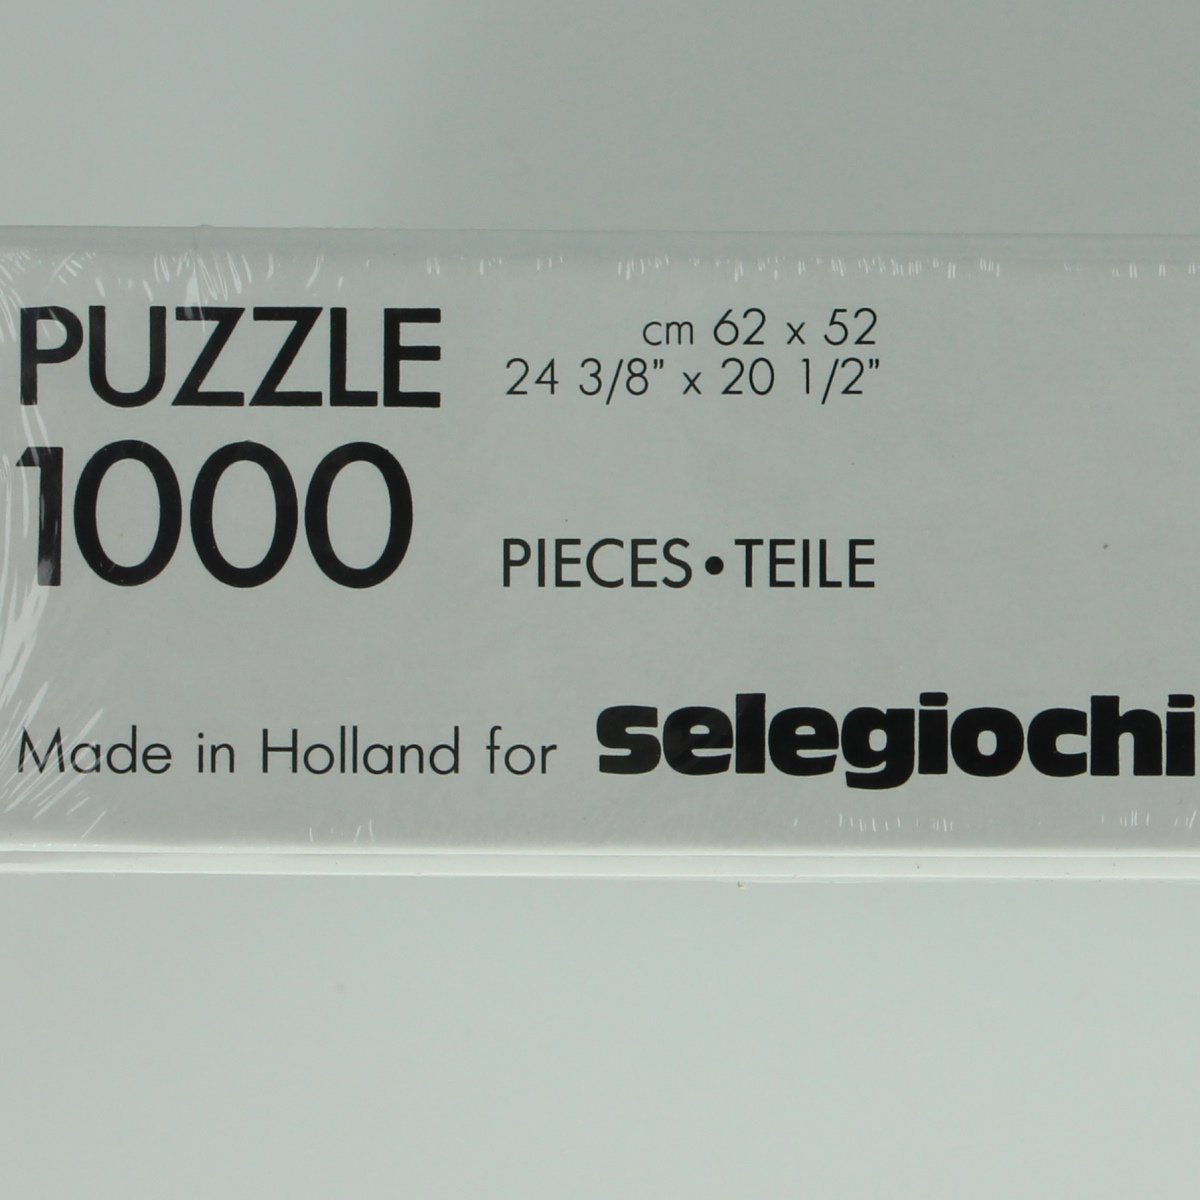 PUZZLE
cm 62 x 52
24 3/8" x 20 1/2"
1000
PIECES • TEILE
Made in Holland for selegiochi